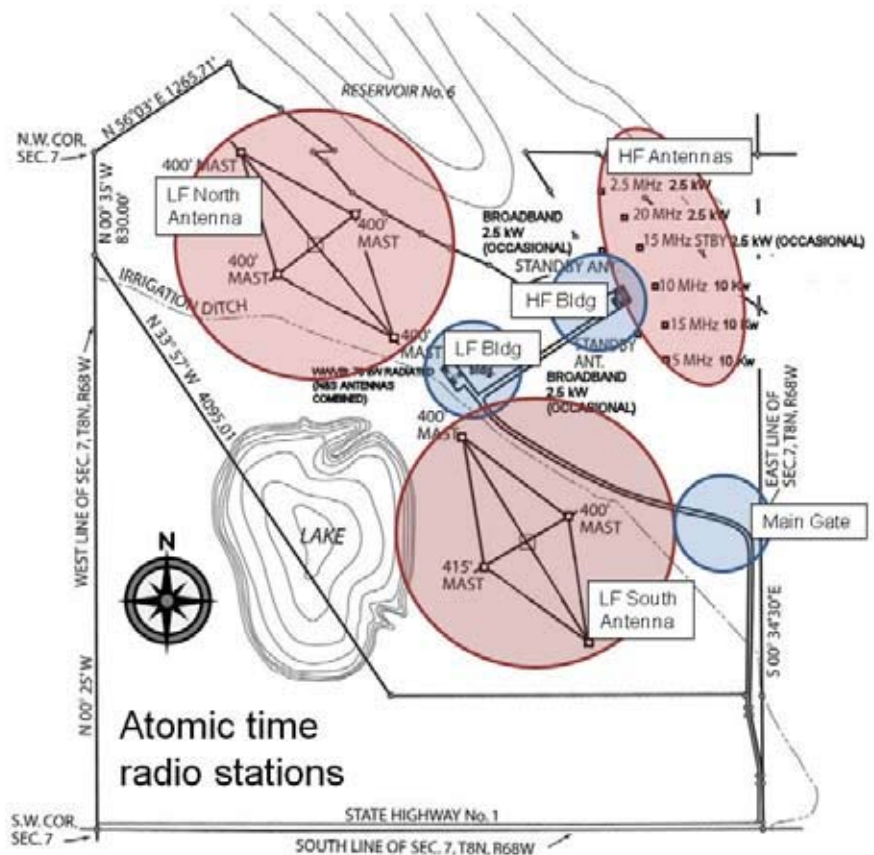 RESERVOIR No. 6
N 56°03' E 1265.71'
N.W. COR.
SEC. 7
N 00° 35' W
830.00'
400' MAST
LF North
Antenna
400'
MAST
400'
MAST
400'
MAST
HF Antennas
2.5 MHz 2.5 kW
20 MHz 2.5 kW
15 MHz STBY 2.5 kW (OCCASIONAL)
10 MHz 10 Kw
15 MHz 10 Kw
5 MHz 10 Kw
BROADBAND
2.5 kW
(OCCASIONAL)
STANDBY ANT.
HF Bldg
IRRIGATION DITCH
LF Bldg
bldg.
RADIATED
(N&S ANTENNAS
COMBINED)
STANDBY
ANT.
BROADBAND
2.5 kW
(OCCASIONAL)
N 33° 57' W 4095.01
WEST LINE OF SEC. 7, T8N, R68W
EAST LINE OF
SEC.7, T8N, R68W
400'
MAST
400'
MAST
415'
MAST
Main Gate
LAKE
N
LF South
Antenna
S 00° 34'30"E
N 00° 25' W
Atomic time
radio stations
STATE HIGHWAY No. 1
S.W. COR.
SEC. 7
SOUTH LINE OF SEC. 7, T8N, R68W